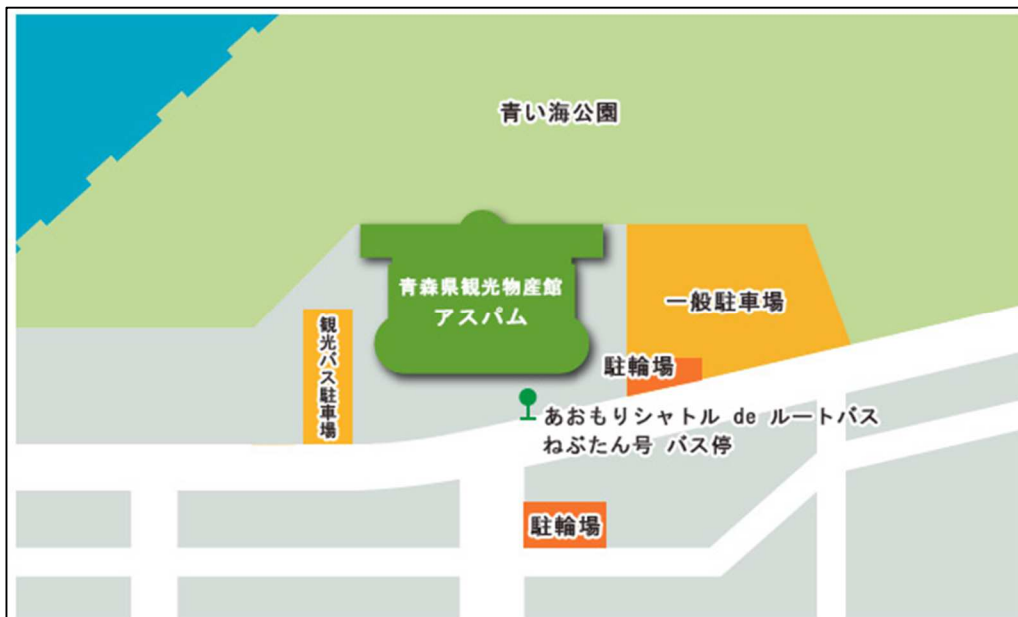 青い海公園
青森県観光物産館
アスパム
一般駐車場
観光バス駐車場
駐輪場
あおもりシャトル de ルートバス
ねぶたん号 バス停
駐輪場